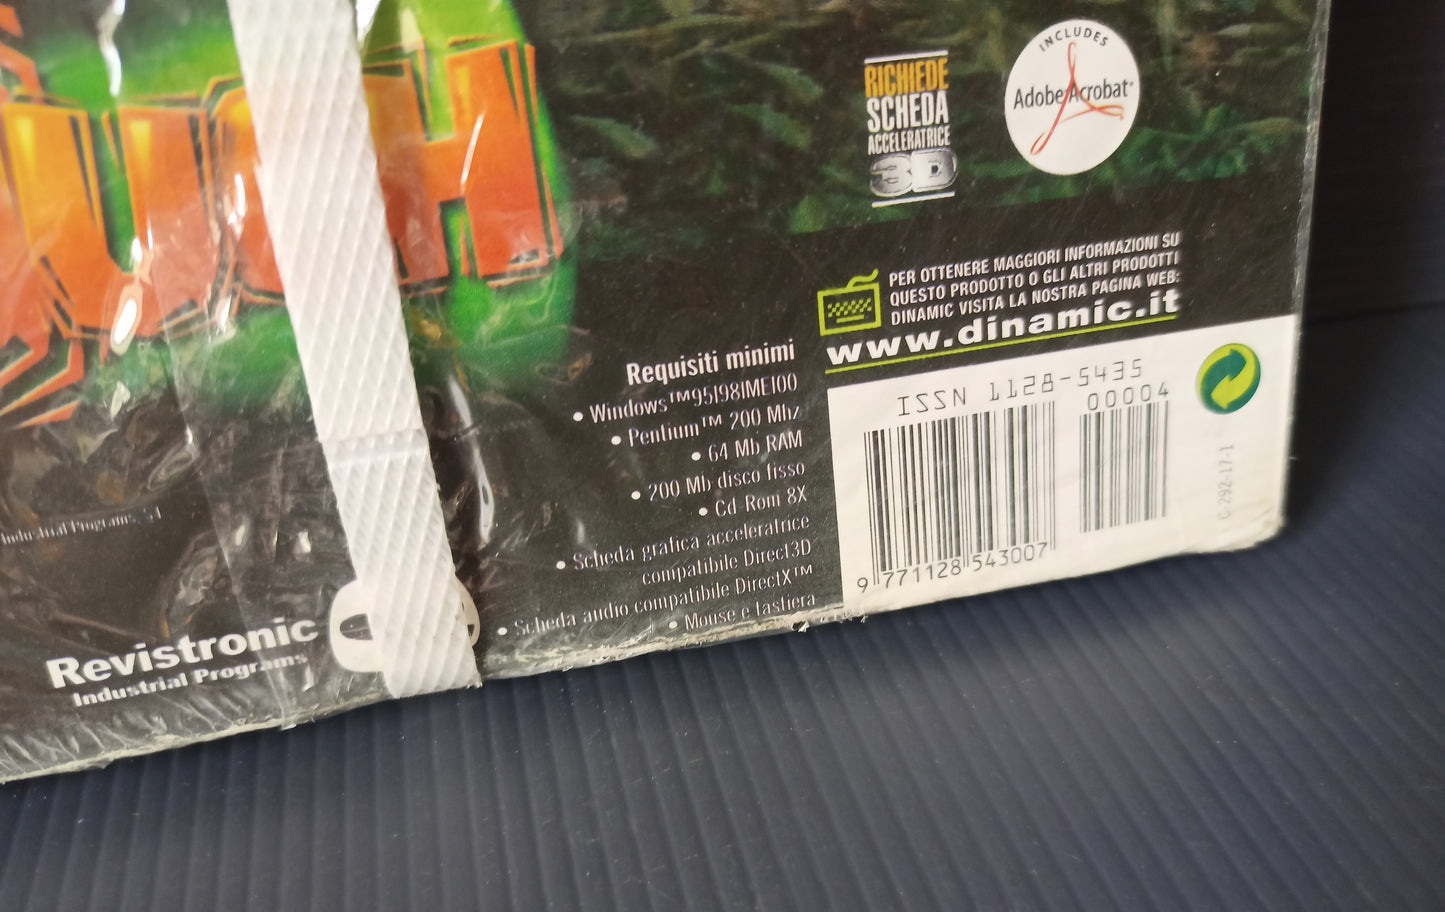 RICHIEDE
SCHEDA
ACCELERATRICE
3D
INCLUDES
Adobe Acrobat®
PER OTTENERE MAGGIORI INFORMAZIONI SU
QUESTO PRODOTTO O GLI ALTRI PRODOTTI
DINAMIC VISITA LA NOSTRA PAGINA WEB:
www.dinamic.it
Requisiti minimi
• Windows™95|98|ME|00
• Pentium™ 200 Mhz
• 64 Mb RAM
• 200 Mb disco fisso
• Cd-Rom 8X
• Scheda grafica acceleratrice
compatibile Direct3D
• Scheda audio compatibile DirectX™
• Mouse e tastiera
ISSN 1128-5435
00004
9 771128 543007
C-292-17-1
Revistronic
Industrial Programs